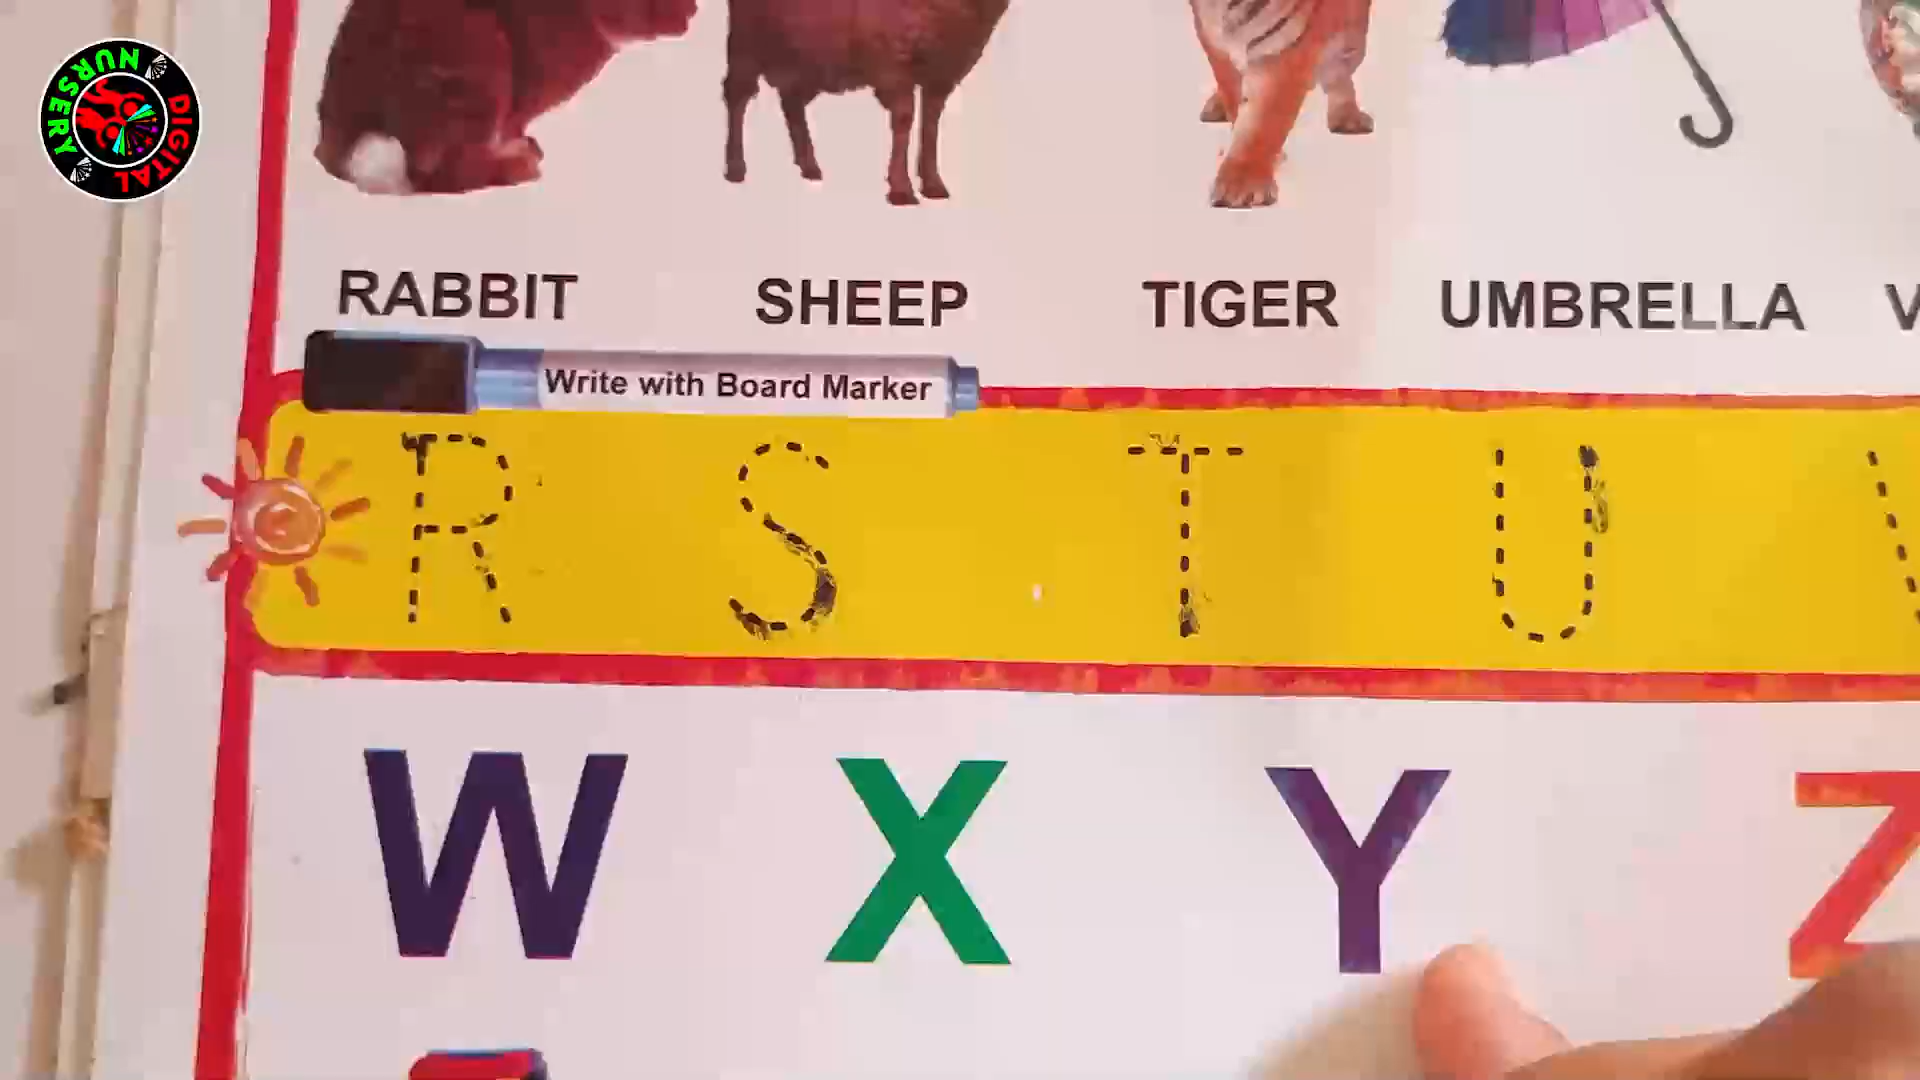 DIGITAL NURSERY
RABBIT SHEEP TIGER UMBRELLA V
Write with Board Marker
R S T U
W X Y Z